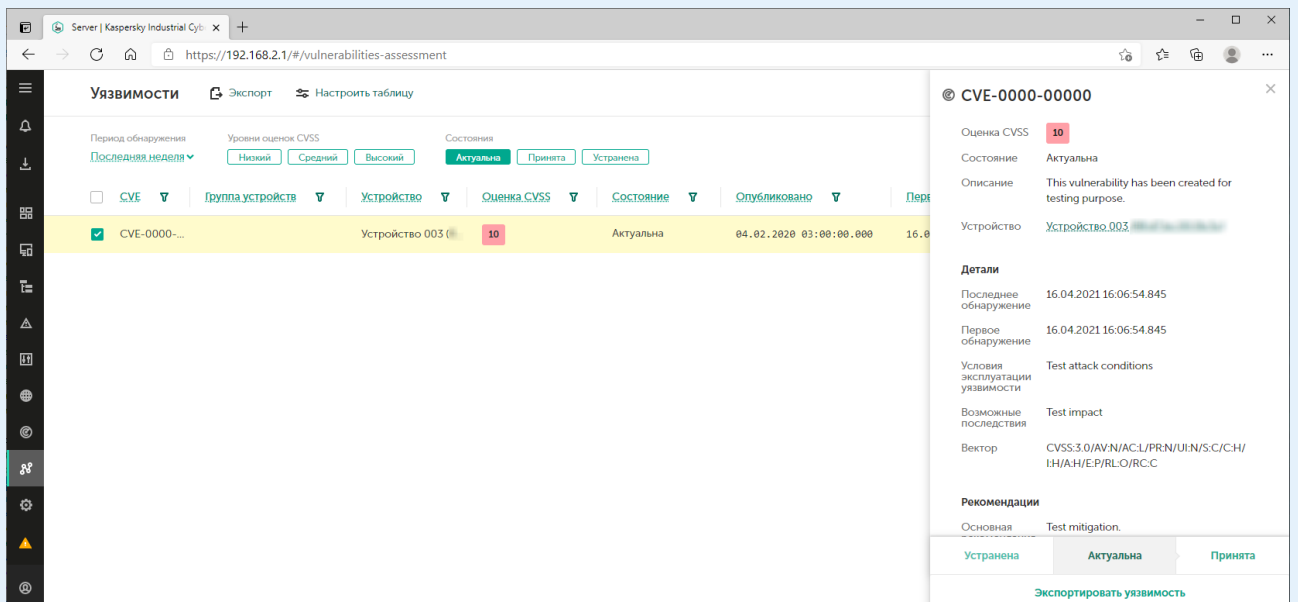 Server | Kaspersky Industrial Cyb
https://192.168.2.1/#/vulnerabilities-assessment
Уязвимости Экспорт Настроить таблицу
Период обнаружения Уровни оценок CVSS Состояния
Последняя неделя Низкий Средний Высокий Актуальна Принята Устранена
CVE Группа устройств Устройство Оценка CVSS Состояние Опубликовано Перв
CVE-0000-... Устройство 003 ( 10 Актуальна 04.02.2020 03:00:00.000 16.0
CVE-0000-00000
Оценка CVSS 10
Состояние Актуальна
Описание This vulnerability has been created for
testing purpose.
Устройство Устройство 003
Детали
Последнее 16.04.2021 16:06:54.845
обнаружение
Первое 16.04.2021 16:06:54.845
обнаружение
Условия Test attack conditions
эксплуатации
уязвимости
Возможные Test impact
последствия
Вектор CVSS:3.0/AV:N/AC:L/PR:N/UI:N/S:C/C:H/
I:H/A:H/E:P/RL:O/RC:C
Рекомендации
Основная Test mitigation.
Устранена Актуальна Принята
Экспортировать уязвимость